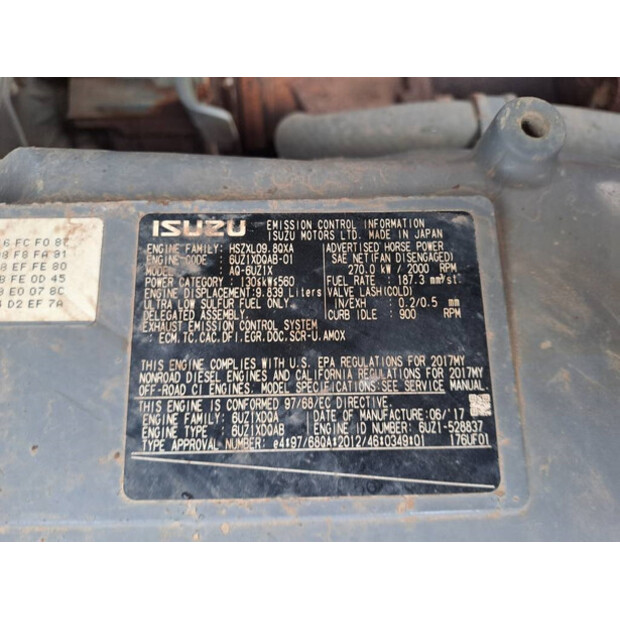 6 FC F0 8
F8 FA 81
8 EF FE 80
FE 0D 45
E0 07 8C
D2 EF 7A
ISUZU EMISSION CONTROL INFORMATION
ISUZU MOTORS LTD. MADE IN JAPAN
ENGINE FAMILY: HSZXL09.8QXA
ENGINE-CODE : 6UZ1XDQAB-01
MODEL : AQ-6UZ1X
POWER CATEGORY: 130≤kW≤560
ENGINE DISPLACEMENT: 9.839 Liters
ULTRA LOW SULFUR FUEL ONLY.
DELEGATED ASSEMBLY.
EXHAUST EMISSION CONTROL SYSTEM
: ECM.TC.CAC.DFI.EGR.DOC.SCR-U.AMOX
ADVERTISED HORSE POWER
SAE NET(FAN DISENGAGED)
270.0 kW / 2000 RPM
FUEL RATE : 187.3 mm³/st
VALVE LASH(COLD)
IN/EXH : 0.2/0.5 mm
CURB IDLE : 900 RPM
THIS ENGINE COMPLIES WITH U.S. EPA REGULATIONS FOR 2017MY
NONROAD DIESEL ENGINES AND CALIFORNIA REGULATIONS FOR 2017MY
OFF-ROAD CI ENGINES. MODEL SPECIFICATIONS:SEE SERVICE MANUAL.
THIS ENGINE IS CONFORMED 97/68/EC DIRECTIVE.
ENGINE FAMILY: 6UZ1XDQA DATE OF MANUFACTURE:06/'17
ENGINE TYPE : 6UZ1XDQAB ENGINE ID NUMBER: 6UZ1-528837
TYPE APPROVAL NUMBER: e4*97/68QA*2012/46*0349*01 176UF01